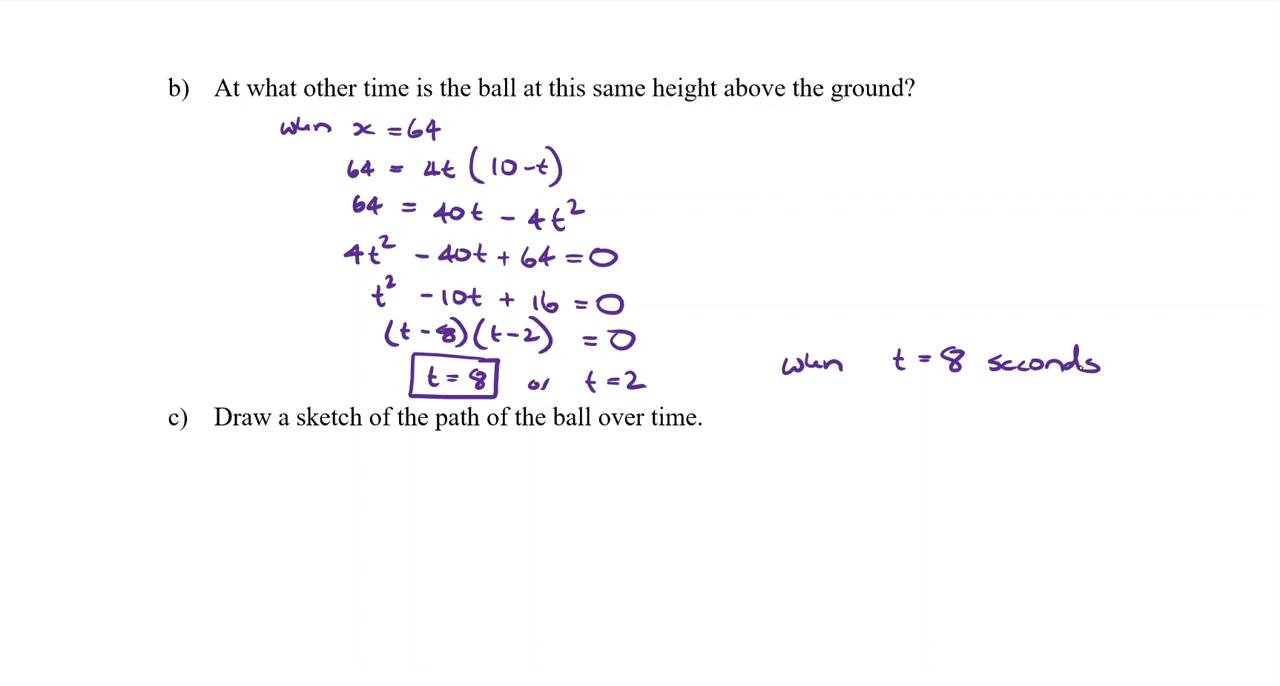 b) At what other time is the ball at this same height above the ground?
when x = 64
64 = 4t (10-t)
64 = 40t - 4t²
4t² - 40t + 64 = 0
t² - 10t + 16 = 0
(t - 8)(t - 2) = 0
t = 8 or t = 2
when t = 8 seconds
c) Draw a sketch of the path of the ball over time.